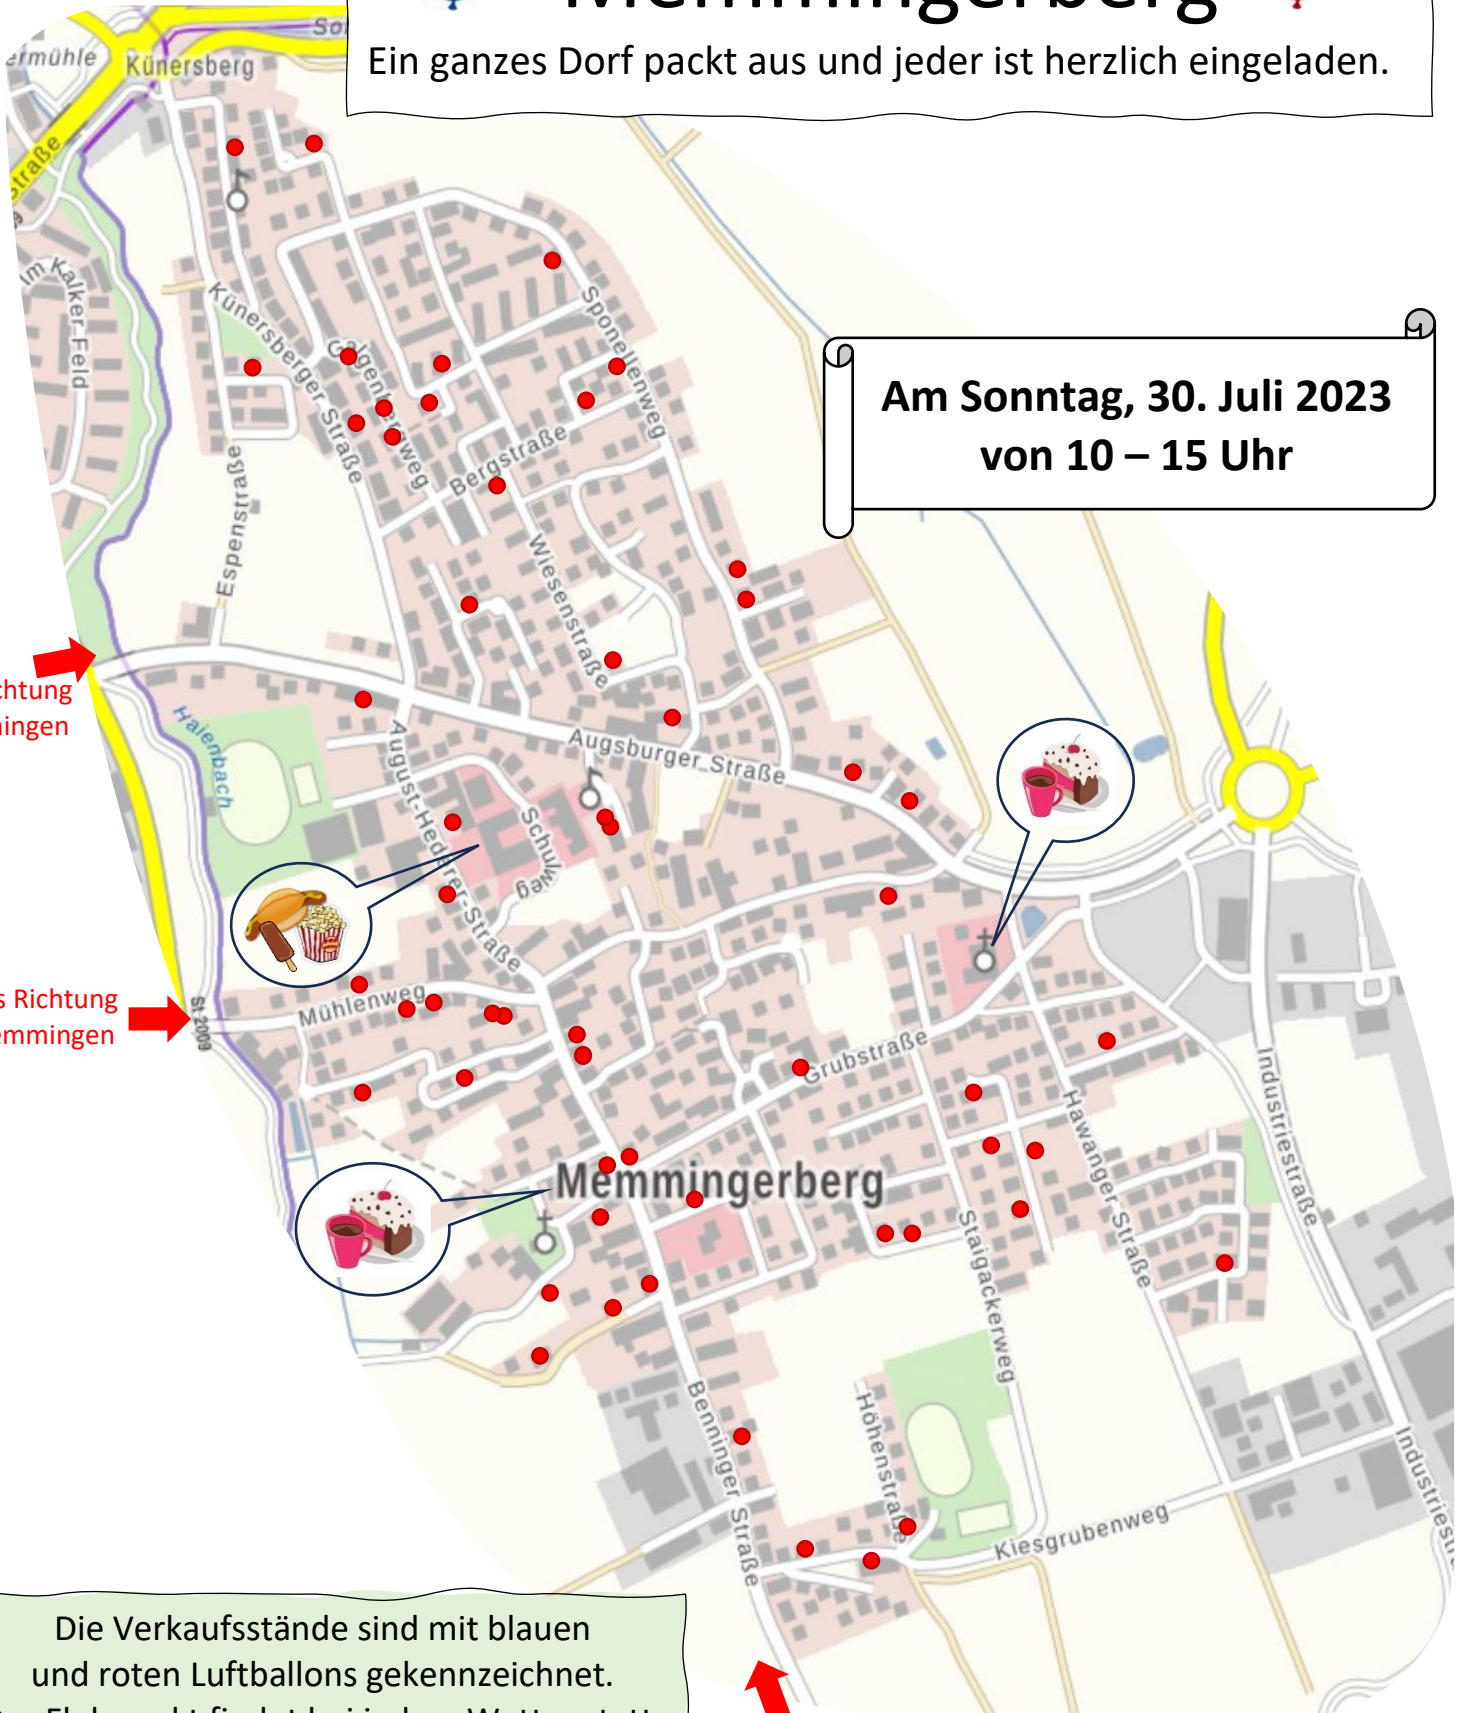 Memmingerberg
Ein ganzes Dorf packt aus und jeder ist herzlich eingeladen.
Künersberg
Am Sonntag, 30. Juli 2023
von 10 – 15 Uhr
Im Kalker Feld
Künersberger Straße
Galgenbergweg
Sponellenweg
Bergstraße
Espenstraße
Wiesenstraße
Haienbach
August-Hederer-Straße
Augsburger Straße
Schulweg
Richtung
Mühlenweg
St 2009
Grubstraße
Industriestraße
Hawanger Straße
Memmingerberg
Staigackerweg
Benninger Straße
Höhenstraße
Kiesgrubenweg
Die Verkaufsstände sind mit blauen
und roten Luftballons gekennzeichnet.